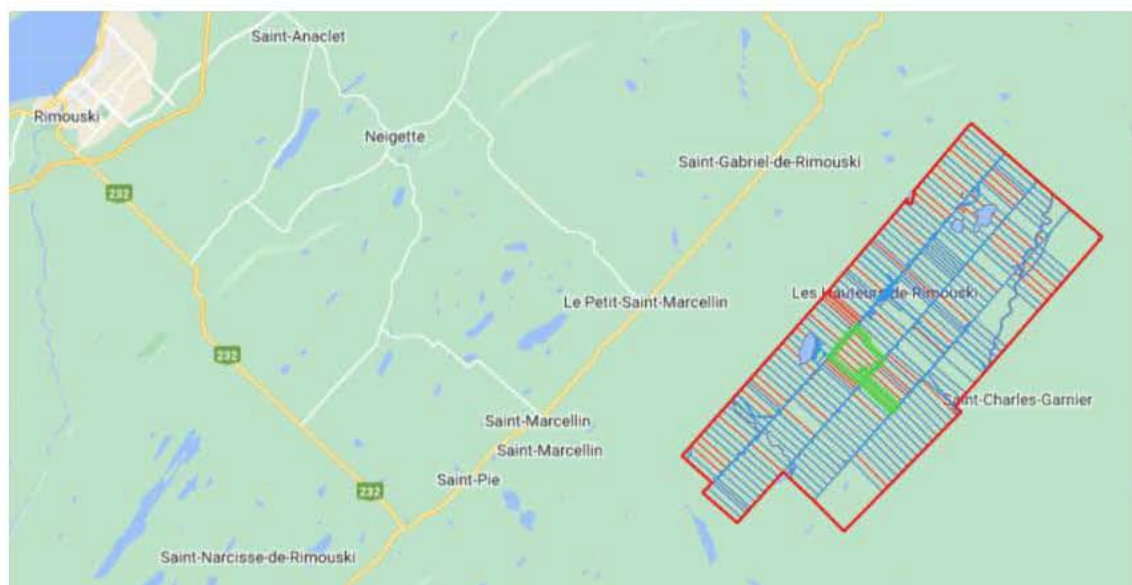 Saint-Anaclet
Rimouski
Neigette
Saint-Gabriel-de-Rimouski
232
Les Hauteurs-de-Rimouski
Le Petit-Saint-Marcellin
232
Saint-Charles-Garnier
Saint-Marcellin
Saint-Marcellin
Saint-Pie
232
Saint-Narcisse-de-Rimouski